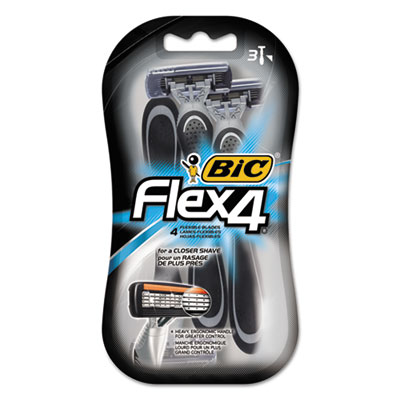 3
BIC
Flex4
4 FLEXIBLE BLADES
LAMES FLEXIBLES
HOJAS FLEXIBLES
for a CLOSER SHAVE
pour un RASAGE
DE PLUS PRÈS
• HEAVY, ERGONOMIC HANDLE
FOR GREATER CONTROL
MANCHE ERGONOMIQUE
LOURD POUR UN PLUS
GRAND CONTRÔLE